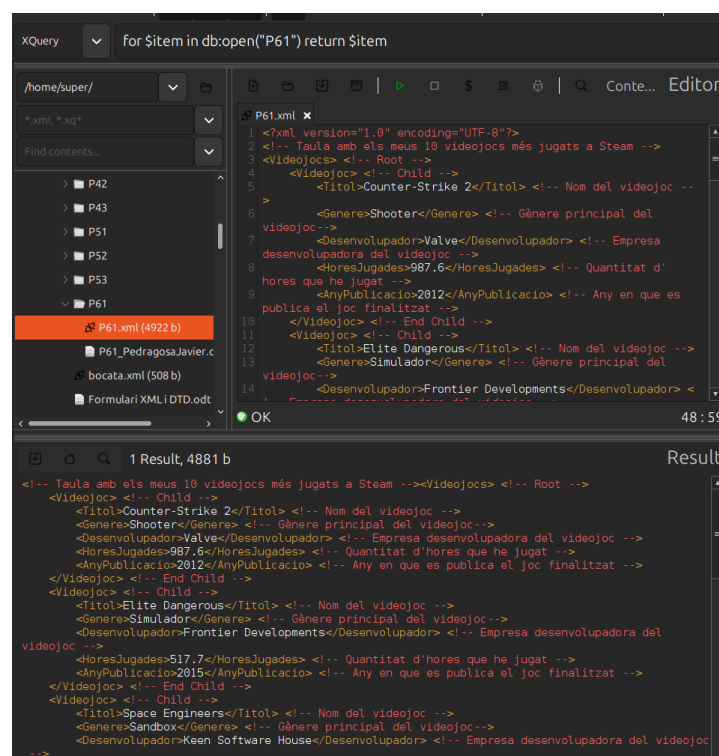 XQuery
for $item in db:open("P61") return $item
/home/super/
Conte...
Editor
*.xml, *.xq*
Find contents...
P61.xml
P42
P43
P51
P52
P53
P61
P61.xml (4922 b)
P61_PedragosaJavier.c
bocata.xml (508 b)
Formulari XML i DTD.odt
1 <?xml version="1.0" encoding="UTF-8"?>
2 <!-- Taula amb els meus 10 videojocs més jugats a Steam -->
3 <Videojocs> <!-- Root -->
4 <Videojoc> <!-- Child -->
5 <Titol>Counter-Strike 2</Titol> <!-- Nom del videojoc --
>
6 <Genere>Shooter</Genere> <!-- Gènere principal del
videojoc-->
7 <Desenvolupador>Valve</Desenvolupador> <!-- Empresa
desenvolupadora del videojoc -->
8 <HoresJugades>987.6</HoresJugades> <!-- Quantitat d'
hores que he jugat -->
9 <AnyPublicacio>2012</AnyPublicacio> <!-- Any en que es
publica el joc finalitzat -->
10 </Videojoc> <!-- End Child -->
11 <Videojoc> <!-- Child -->
12 <Titol>Elite Dangerous</Titol> <!-- Nom del videojoc -->
13 <Genere>Simulador</Genere> <!-- Gènere principal del
videojoc-->
14 <Desenvolupador>Frontier Developments</Desenvolupador> <
OK
48 : 59
1 Result, 4881 b
Result
<!-- Taula amb els meus 10 videojocs més jugats a Steam --><Videojocs> <!-- Root -->
<Videojoc> <!-- Child -->
<Titol>Counter-Strike 2</Titol> <!-- Nom del videojoc -->
<Genere>Shooter</Genere> <!-- Gènere principal del videojoc-->
<Desenvolupador>Valve</Desenvolupador> <!-- Empresa desenvolupadora del videojoc -->
<HoresJugades>987.6</HoresJugades> <!-- Quantitat d'hores que he jugat -->
<AnyPublicacio>2012</AnyPublicacio> <!-- Any en que es publica el joc finalitzat -->
</Videojoc> <!-- End Child -->
<Videojoc> <!-- Child -->
<Titol>Elite Dangerous</Titol> <!-- Nom del videojoc -->
<Genere>Simulador</Genere> <!-- Gènere principal del videojoc-->
<Desenvolupador>Frontier Developments</Desenvolupador> <!-- Empresa desenvolupadora del
videojoc -->
<HoresJugades>517.7</HoresJugades> <!-- Quantitat d'hores que he jugat -->
<AnyPublicacio>2015</AnyPublicacio> <!-- Any en que es publica el joc finalitzat -->
</Videojoc> <!-- End Child -->
<Videojoc> <!-- Child -->
<Titol>Space Engineers</Titol> <!-- Nom del videojoc -->
<Genere>Sandbox</Genere> <!-- Gènere principal del videojoc-->
<Desenvolupador>Keen Software House</Desenvolupador> <!-- Empresa desenvolupadora del videojoc
-->